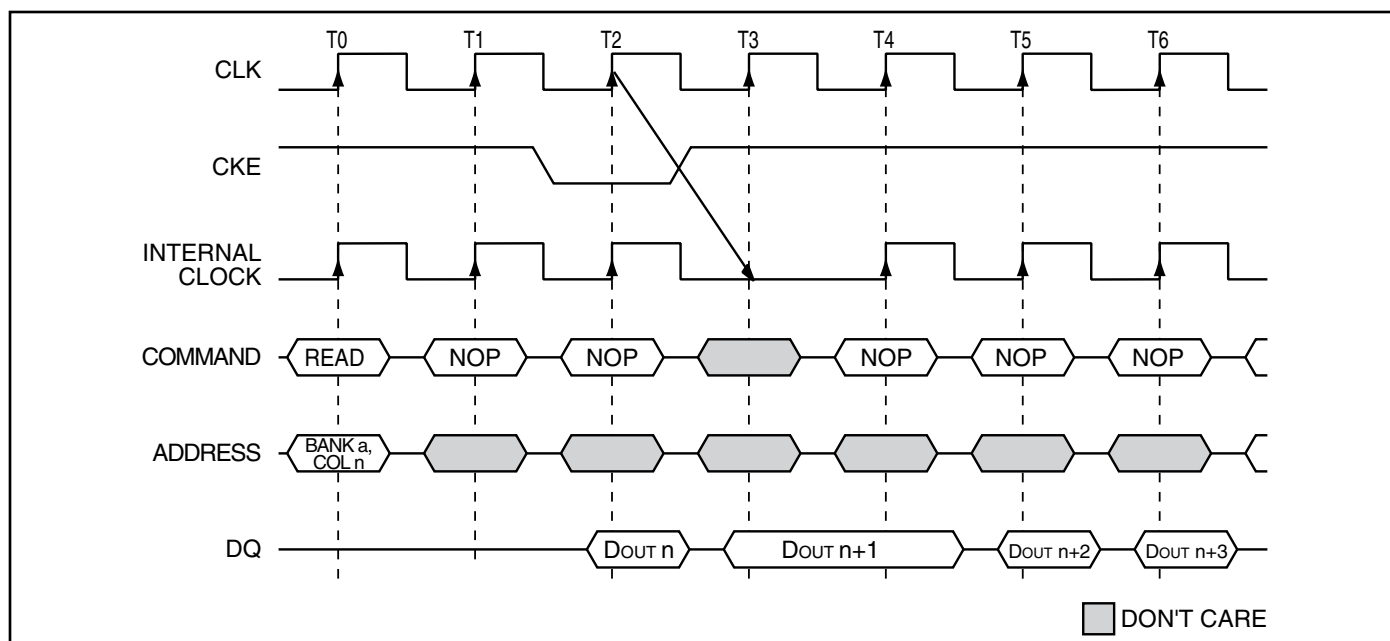 T0 T1 T2 T3 T4 T5 T6
CLK
CKE
INTERNAL
CLOCK
COMMAND READ NOP NOP NOP NOP NOP
ADDRESS BANK a,
COL n
DQ DOUT n DOUT n+1 DOUT n+2 DOUT n+3
DON'T CARE